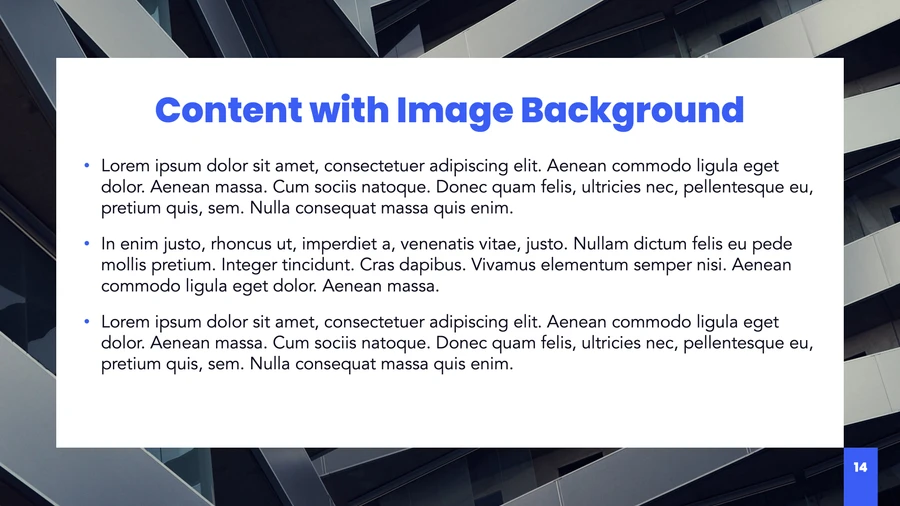 Content with Image Background
• Lorem ipsum dolor sit amet, consectetuer adipiscing elit. Aenean commodo ligula eget
dolor. Aenean massa. Cum sociis natoque. Donec quam felis, ultricies nec, pellentesque eu,
pretium quis, sem. Nulla consequat massa quis enim.
• In enim justo, rhoncus ut, imperdiet a, venenatis vitae, justo. Nullam dictum felis eu pede
mollis pretium. Integer tincidunt. Cras dapibus. Vivamus elementum semper nisi. Aenean
commodo ligula eget dolor. Aenean massa.
• Lorem ipsum dolor sit amet, consectetuer adipiscing elit. Aenean commodo ligula eget
dolor. Aenean massa. Cum sociis natoque. Donec quam felis, ultricies nec, pellentesque eu,
pretium quis, sem. Nulla consequat massa quis enim.
14